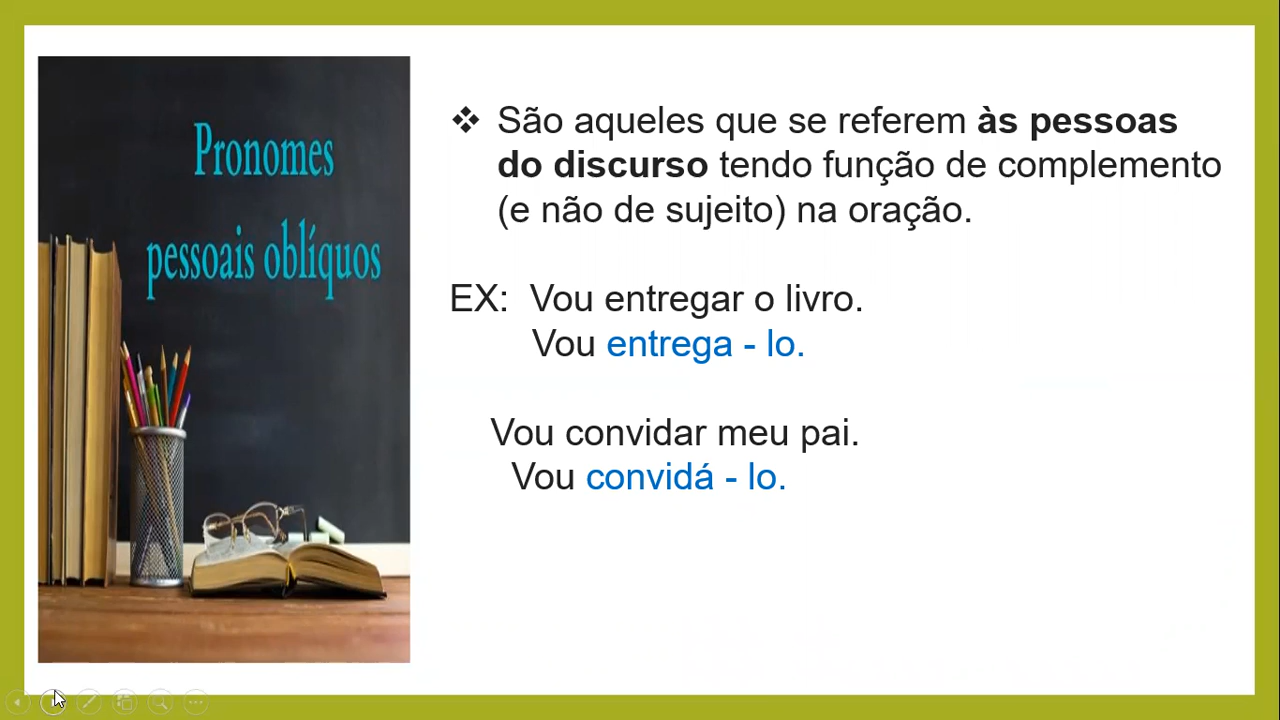 Pronomes
pessoais oblíquos
❖ São aqueles que se referem às pessoas
do discurso tendo função de complemento
(e não de sujeito) na oração.
EX: Vou entregar o livro.
Vou entrega - lo.
Vou convidar meu pai.
Vou convidá - lo.